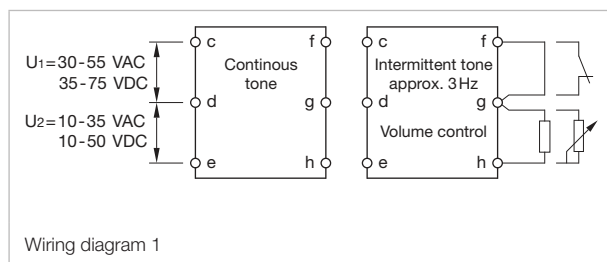 U1=30-55 VAC
35-75 VDC
U2=10-35 VAC
10-50 VDC
c f
Continous
tone
d g
e h
c f
Intermittent tone
approx. 3 Hz
d g
Volume control
e h
Wiring diagram 1